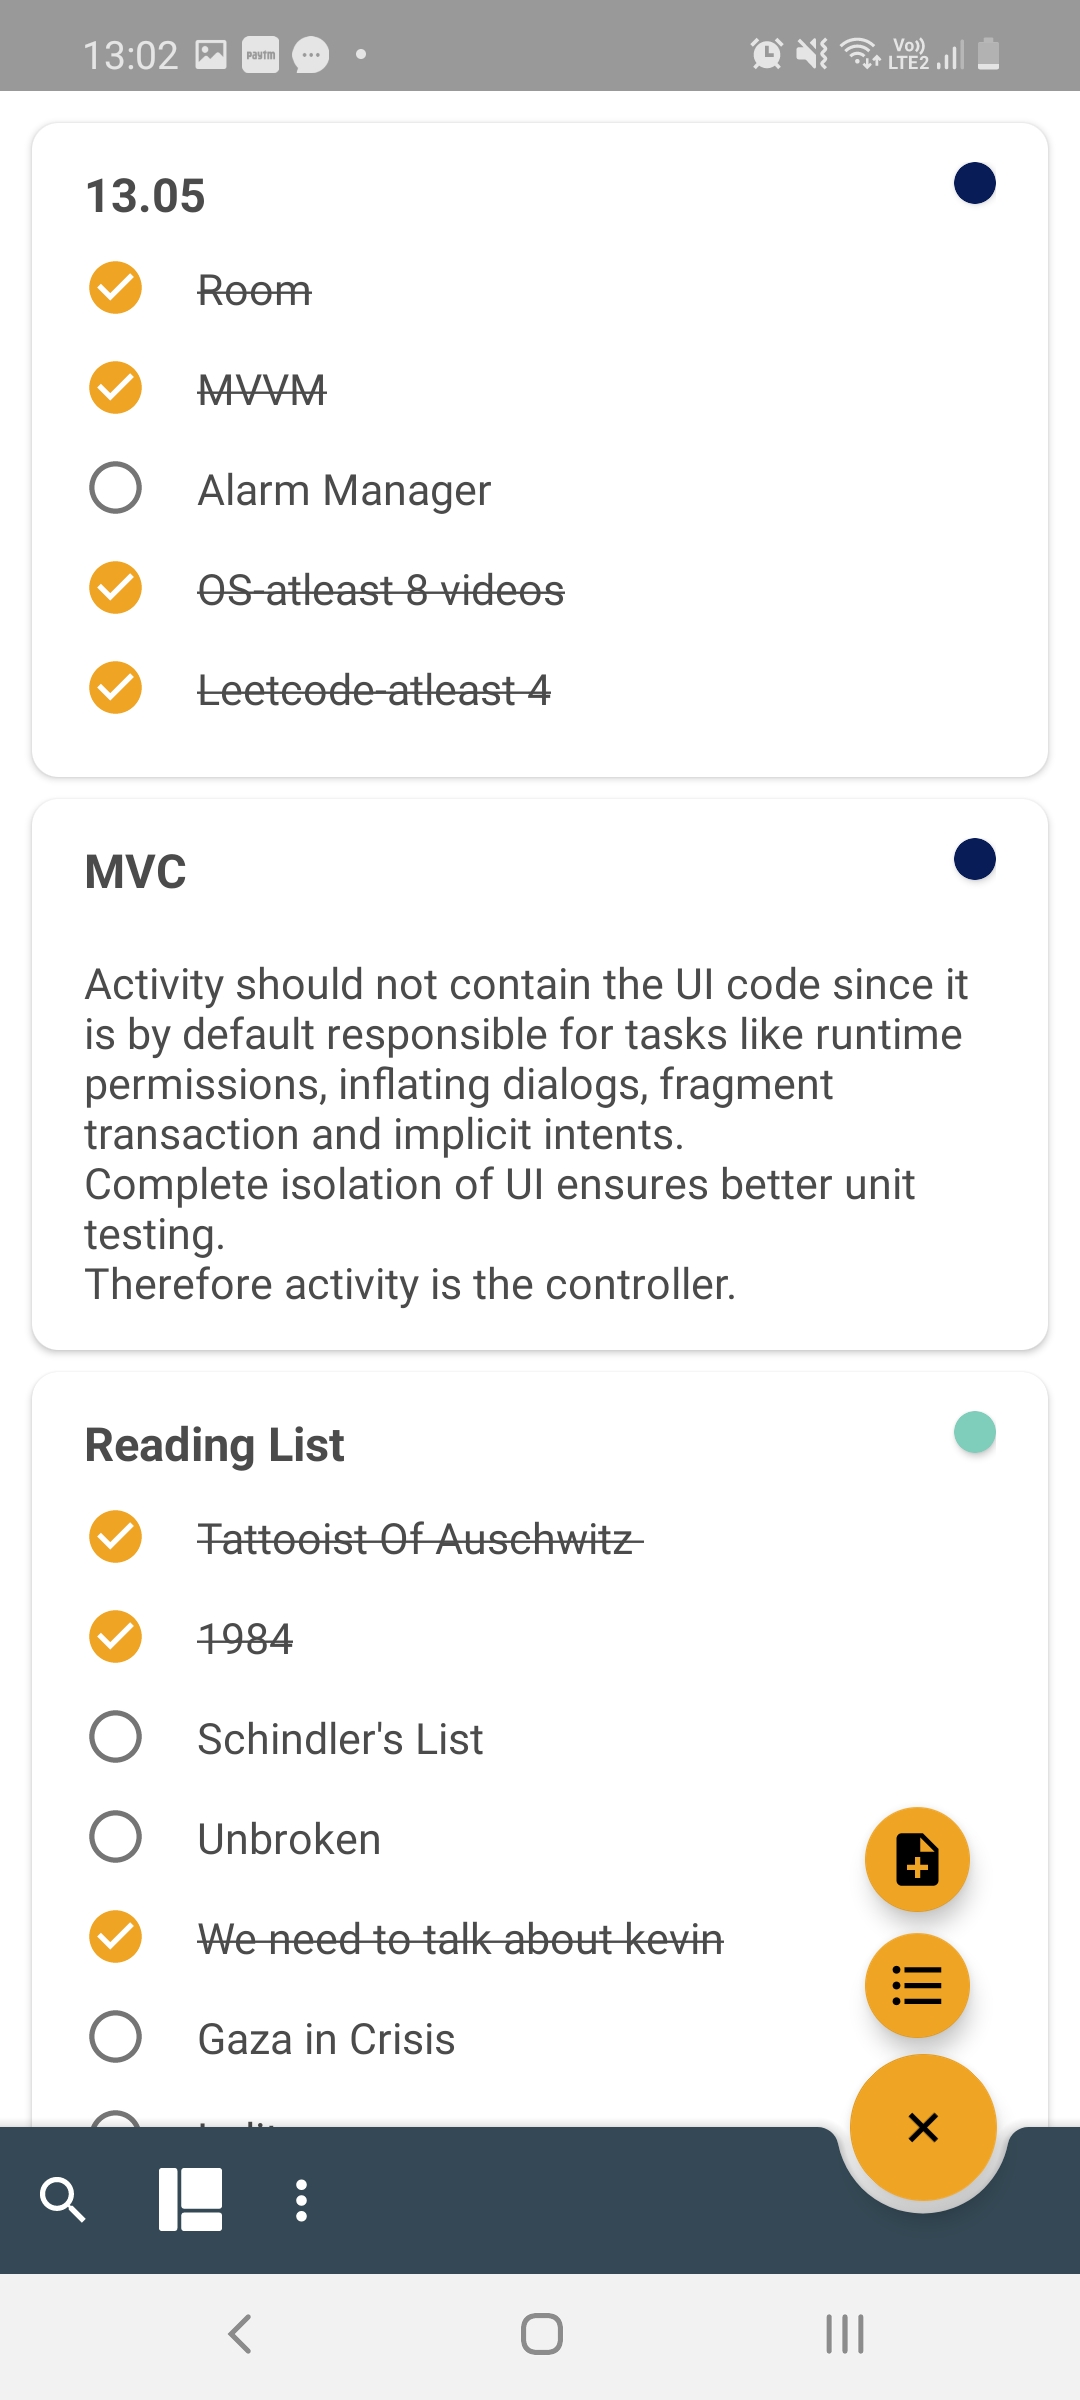 13:02
paytm
Vo))
LTE2
13.05
Room
MVVM
Alarm Manager
OS-atleast 8 videos
Leetcode-atleast 4
MVC
Activity should not contain the UI code since it
is by default responsible for tasks like runtime
permissions, inflating dialogs, fragment
transaction and implicit intents.
Complete isolation of UI ensures better unit
testing.
Therefore activity is the controller.
Reading List
Tattooist Of Auschwitz
1984
Schindler's List
Unbroken
We need to talk about kevin
Gaza in Crisis